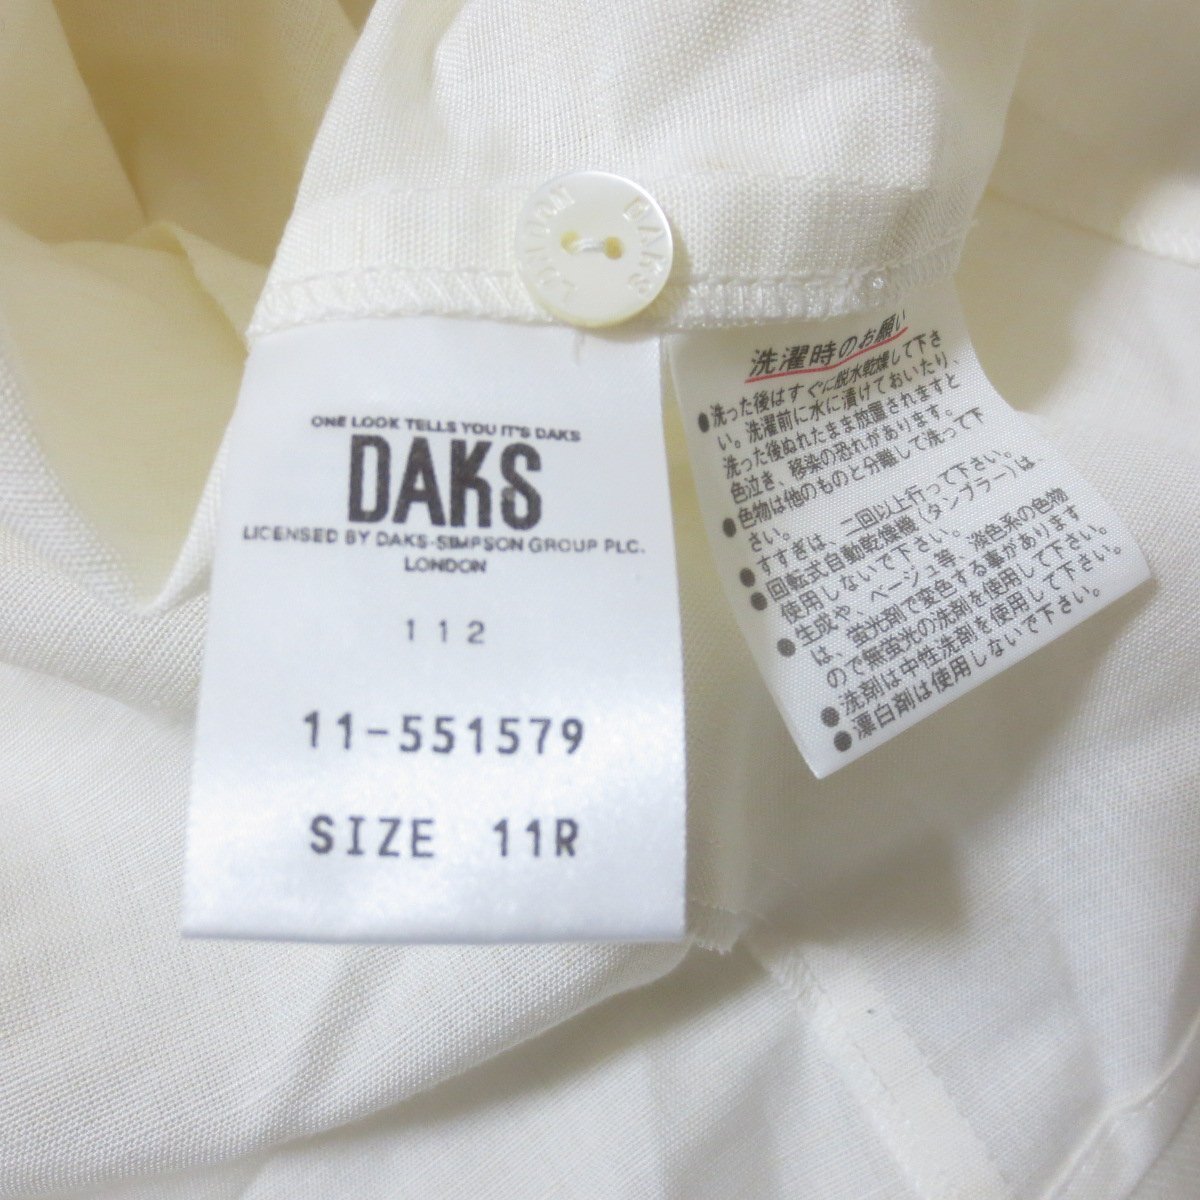 DAKS
LONDON
ONE LOOK TELLS YOU IT'S DAKS
DAKS
LICENSED BY DAKS-SIMPSON GROUP PLC.
LONDON
112
11-551579
SIZE 11R
洗濯時のお願い
●洗った後はすぐに脱水乾燥して下さ
い。洗濯前に水に漬けておいたり、
洗った後ぬれたまま放置されますと
色泣き、移染の恐れがあります。
●色物は他のものと分離して洗って下
さい。
●すすぎは、二回以上行って下さい。
●回転式自動乾燥機(タンブラー)は
使用しないで下さい。
●生成や、ベージュ等、淡色系の色物
は、蛍光剤で変色する事があります
ので無蛍光の洗剤を使用して下さい。
●洗剤は中性洗剤を使用して下さい。
●漂白剤は使用しないで下さい。